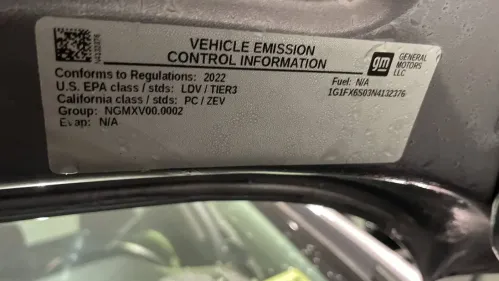 VEHICLE EMISSION
CONTROL INFORMATION
gm
GENERAL
MOTORS
LLC
Conforms to Regulations: 2022
Fuel: N/A
U.S. EPA class / stds: LDV / TIER3
1G1FX6S03N4132376
California class / stds: PC / ZEV
Group: NGMXV00.0002
Evap: N/A